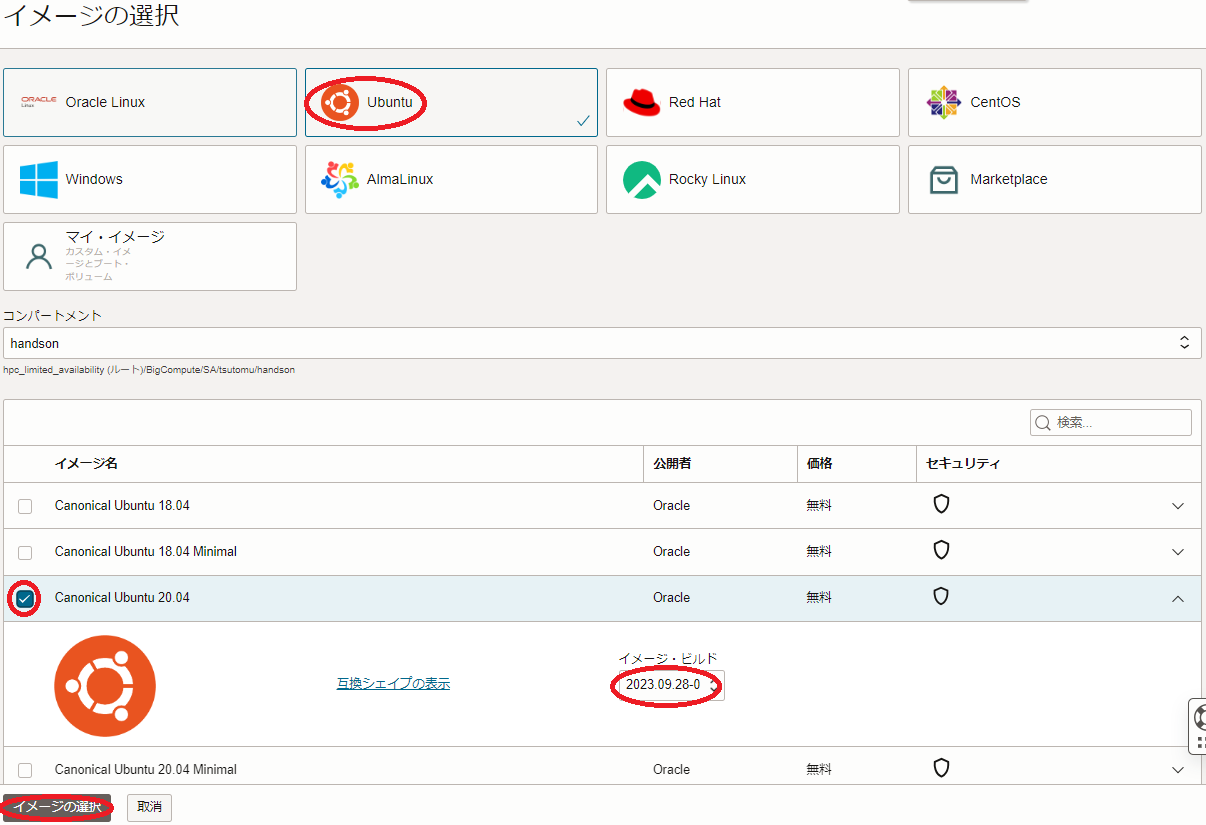 イメージの選択
ORACLE
Linux
Oracle Linux
Ubuntu
Red Hat
CentOS
Windows
AlmaLinux
Rocky Linux
Marketplace
マイ・イメージ
カスタム・イメ
ージとブート・
ボリューム
コンパートメント
handson
hpc_limited_availability (ルート)/BigCompute/SA/tsutomu/handson
検索...
イメージ名 公開者 価格 セキュリティ
Canonical Ubuntu 18.04 Oracle 無料
Canonical Ubuntu 18.04 Minimal Oracle 無料
Canonical Ubuntu 20.04 Oracle 無料
イメージ・ビルド
互換シェイプの表示 2023.09.28-0
Canonical Ubuntu 20.04 Minimal Oracle 無料
イメージの選択 取消